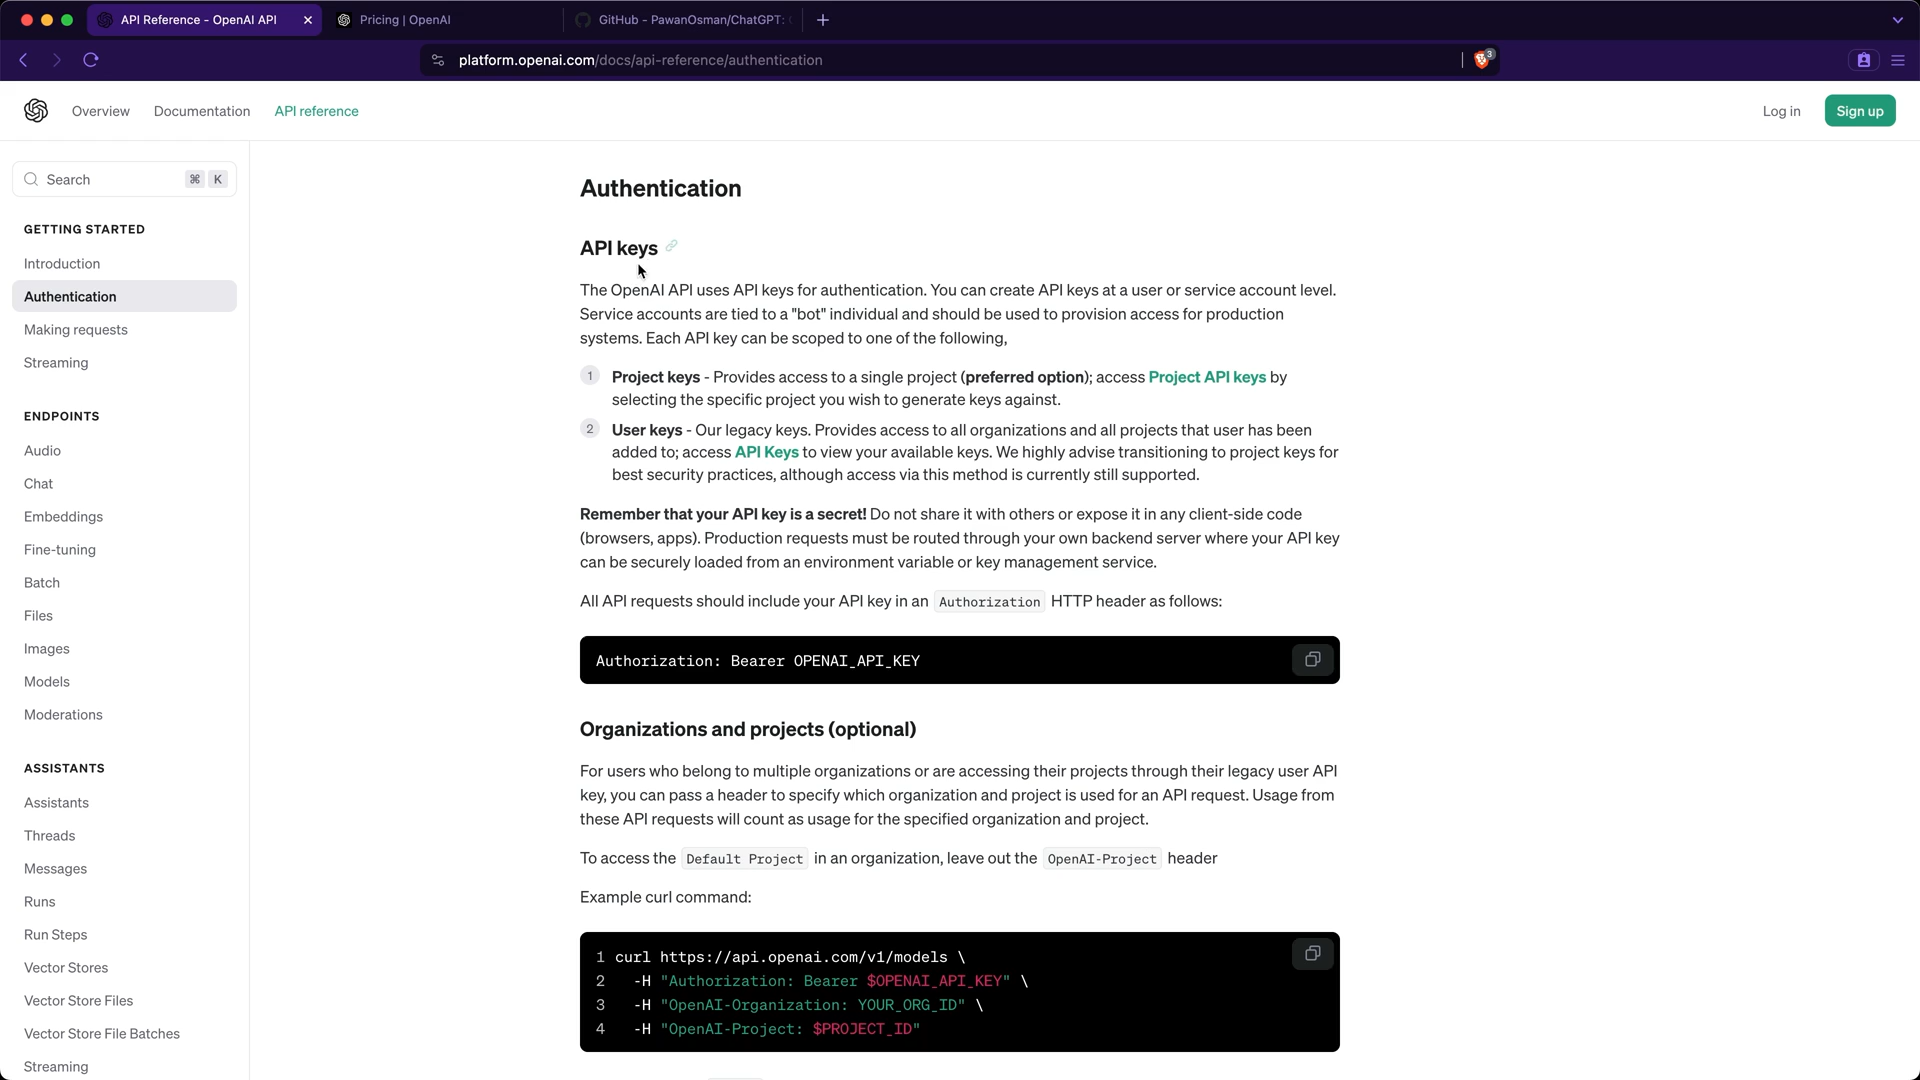 API Reference - OpenAI API
Pricing | OpenAI
GitHub - PawanOsman/ChatGPT:
platform.openai.com/docs/api-reference/authentication
3
Overview
Documentation
API reference
Log in
Sign up
Search
⌘ K
GETTING STARTED
Introduction
Authentication
Making requests
Streaming
ENDPOINTS
Audio
Chat
Embeddings
Fine-tuning
Batch
Files
Images
Models
Moderations
ASSISTANTS
Assistants
Threads
Messages
Runs
Run Steps
Vector Stores
Vector Store Files
Vector Store File Batches
Streaming
Authentication
API keys
The OpenAI API uses API keys for authentication. You can create API keys at a user or service account level.
Service accounts are tied to a "bot" individual and should be used to provision access for production
systems. Each API key can be scoped to one of the following,
1 Project keys - Provides access to a single project (preferred option); access Project API keys by
selecting the specific project you wish to generate keys against.
2 User keys - Our legacy keys. Provides access to all organizations and all projects that user has been
added to; access API Keys to view your available keys. We highly advise transitioning to project keys for
best security practices, although access via this method is currently still supported.
Remember that your API key is a secret! Do not share it with others or expose it in any client-side code
(browsers, apps). Production requests must be routed through your own backend server where your API key
can be securely loaded from an environment variable or key management service.
All API requests should include your API key in an Authorization HTTP header as follows:
Authorization: Bearer OPENAI_API_KEY
Organizations and projects (optional)
For users who belong to multiple organizations or are accessing their projects through their legacy user API
key, you can pass a header to specify which organization and project is used for an API request. Usage from
these API requests will count as usage for the specified organization and project.
To access the Default Project in an organization, leave out the OpenAI-Project header
Example curl command:
1 curl https://api.openai.com/v1/models \
2 -H "Authorization: Bearer $OPENAI_API_KEY" \
3 -H "OpenAI-Organization: YOUR_ORG_ID" \
4 -H "OpenAI-Project: $PROJECT_ID"